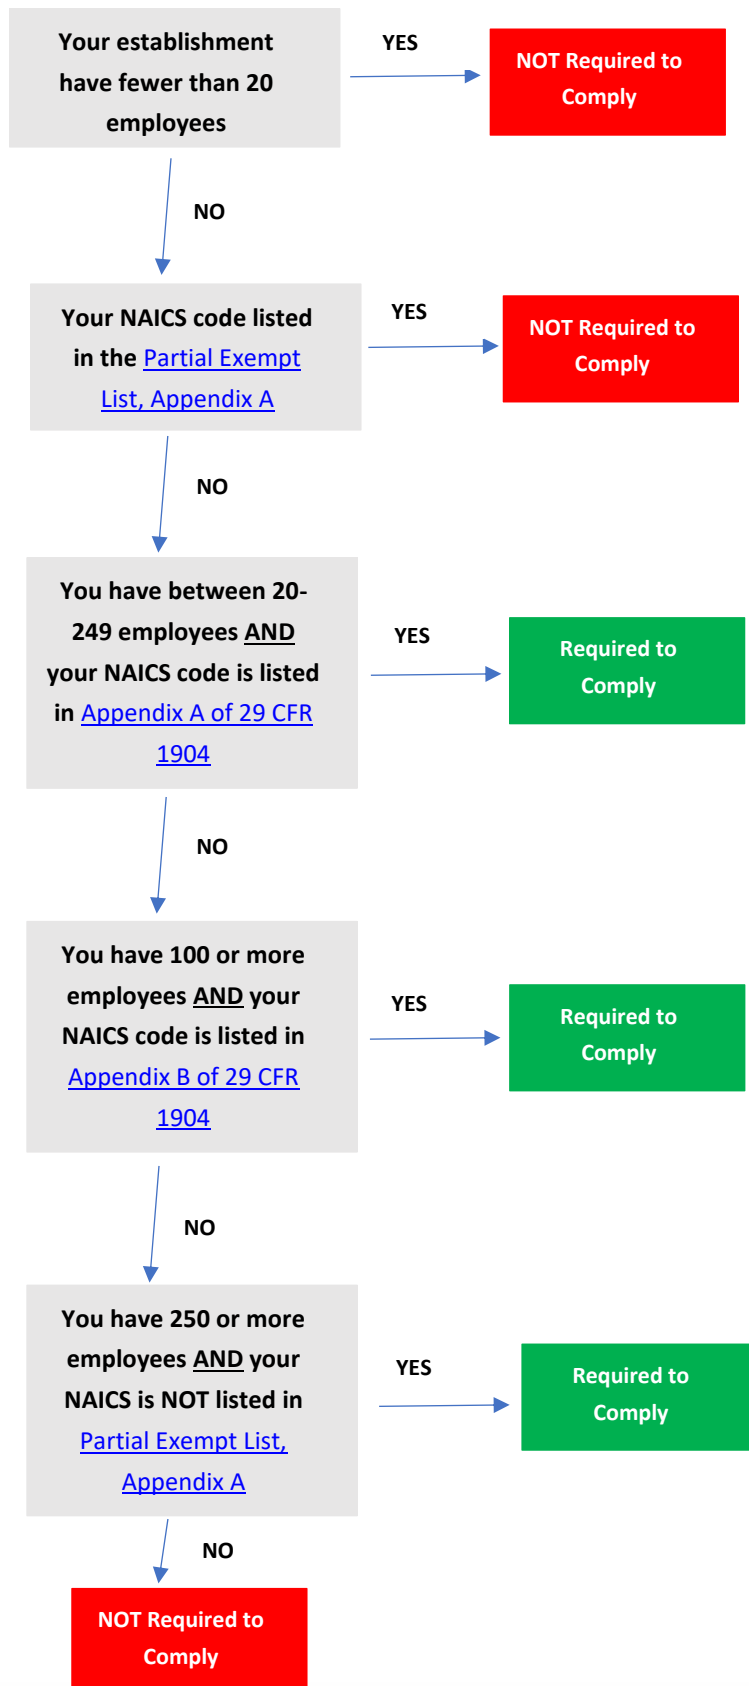 Your establishment
have fewer than 20
employees
YES
NOT Required to
Comply
NO
Your NAICS code listed
in the Partial Exempt
List, Appendix A
YES
NOT Required to
Comply
NO
You have between 20-
249 employees AND
your NAICS code is listed
in Appendix A of 29 CFR
1904
YES
Required to
Comply
NO
You have 100 or more
employees AND your
NAICS code is listed in
Appendix B of 29 CFR
1904
YES
Required to
Comply
NO
You have 250 or more
employees AND your
NAICS is NOT listed in
Partial Exempt List,
Appendix A
YES
Required to
Comply
NO
NOT Required to
Comply